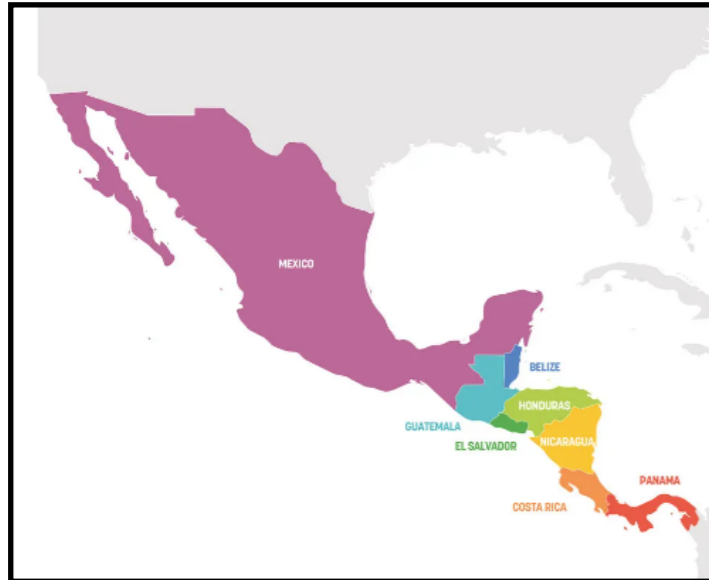 MEXICO
BELIZE
HONDURAS
GUATEMALA
NICARAGUA
EL SALVADOR
PANAMA
COSTA RICA